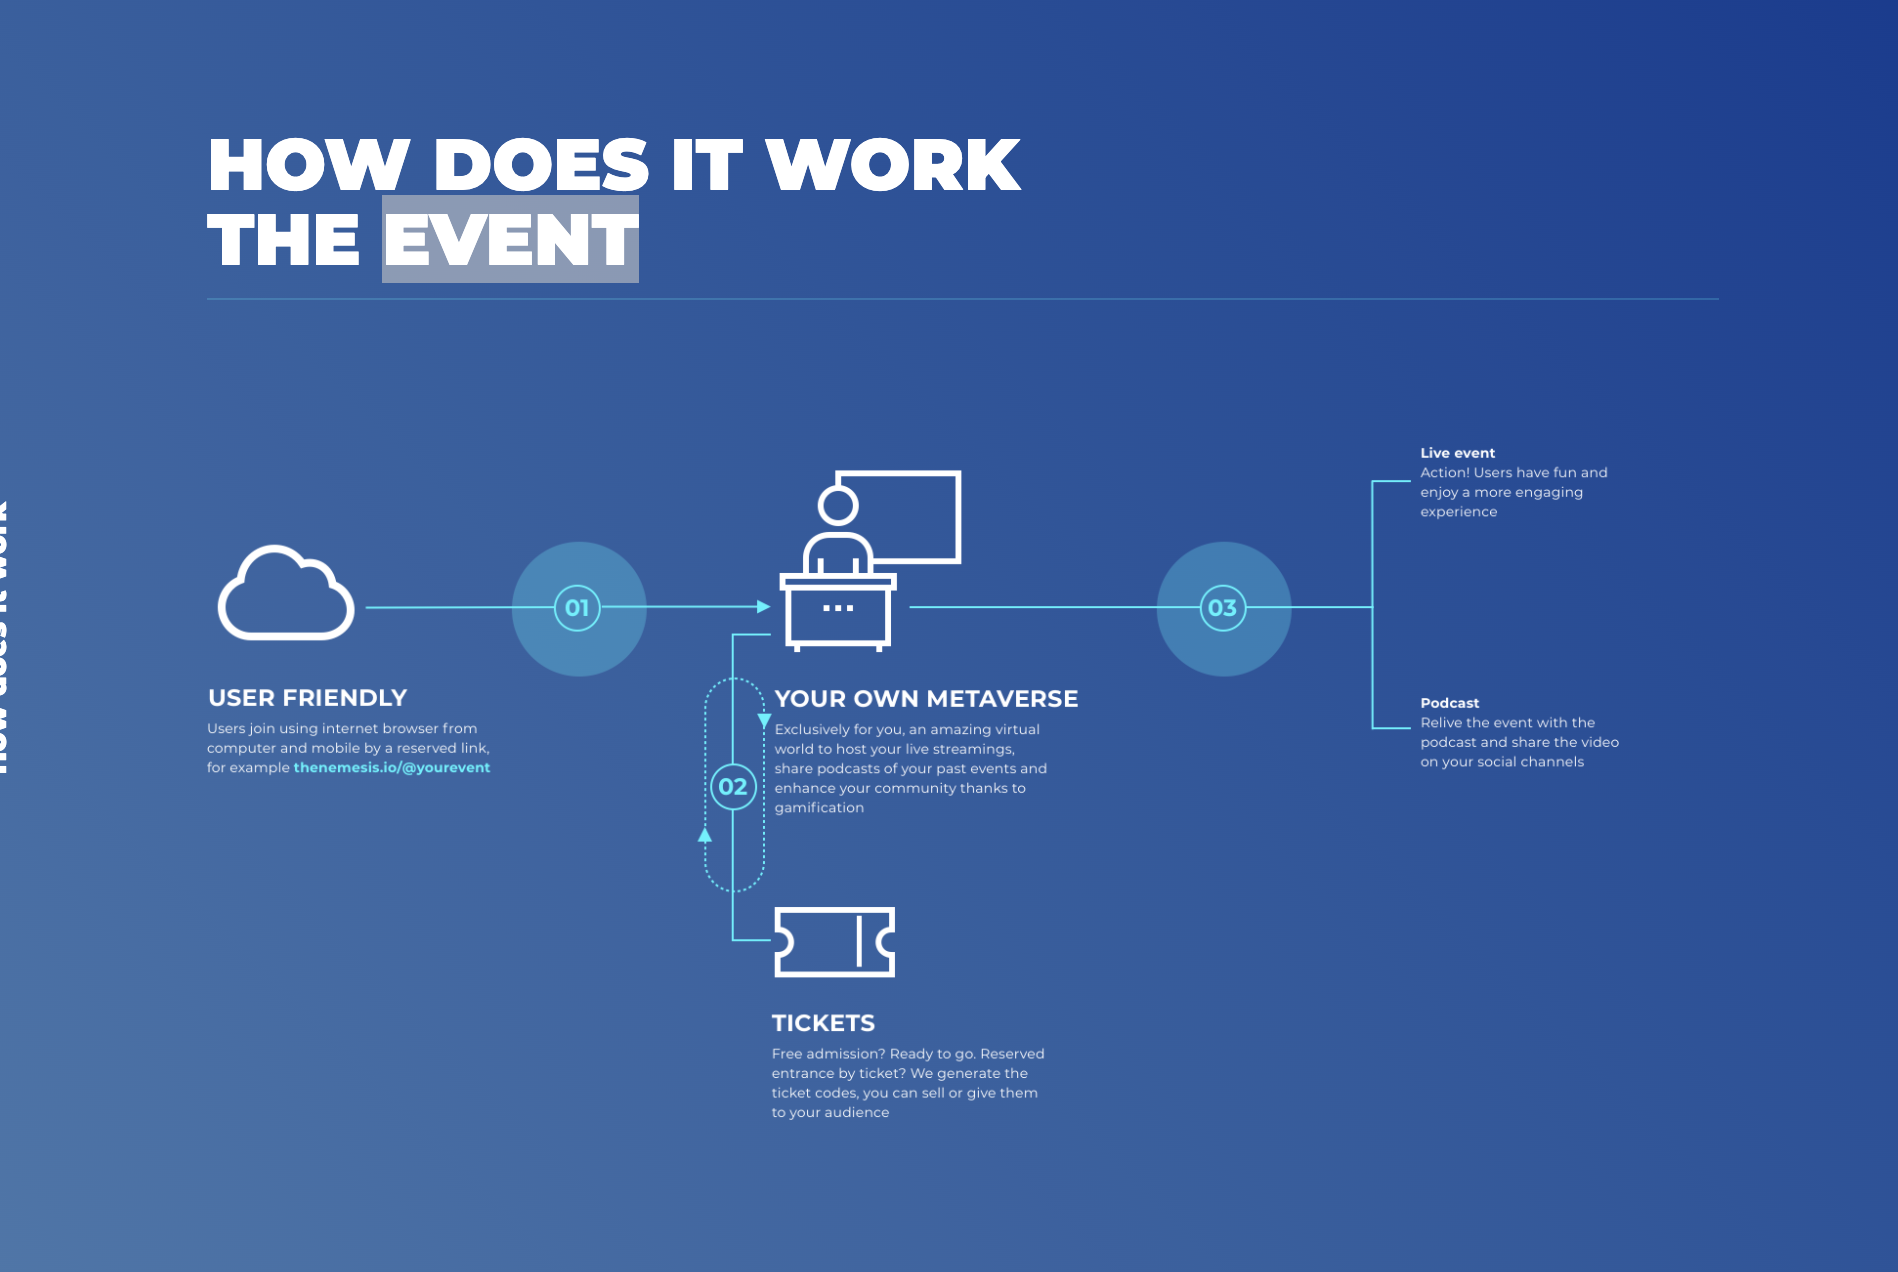 HOW DOES IT WORK
THE EVENT
How does it work
01
USER FRIENDLY
Users join using internet browser from
computer and mobile by a reserved link,
for example thenemesis.io/@yourevent
02
YOUR OWN METAVERSE
Exclusively for you, an amazing virtual
world to host your live streamings,
share podcasts of your past events and
enhance your community thanks to
gamification
TICKETS
Free admission? Ready to go. Reserved
entrance by ticket? We generate the
ticket codes, you can sell or give them
to your audience
03
Live event
Action! Users have fun and
enjoy a more engaging
experience
Podcast
Relive the event with the
podcast and share the video
on your social channels